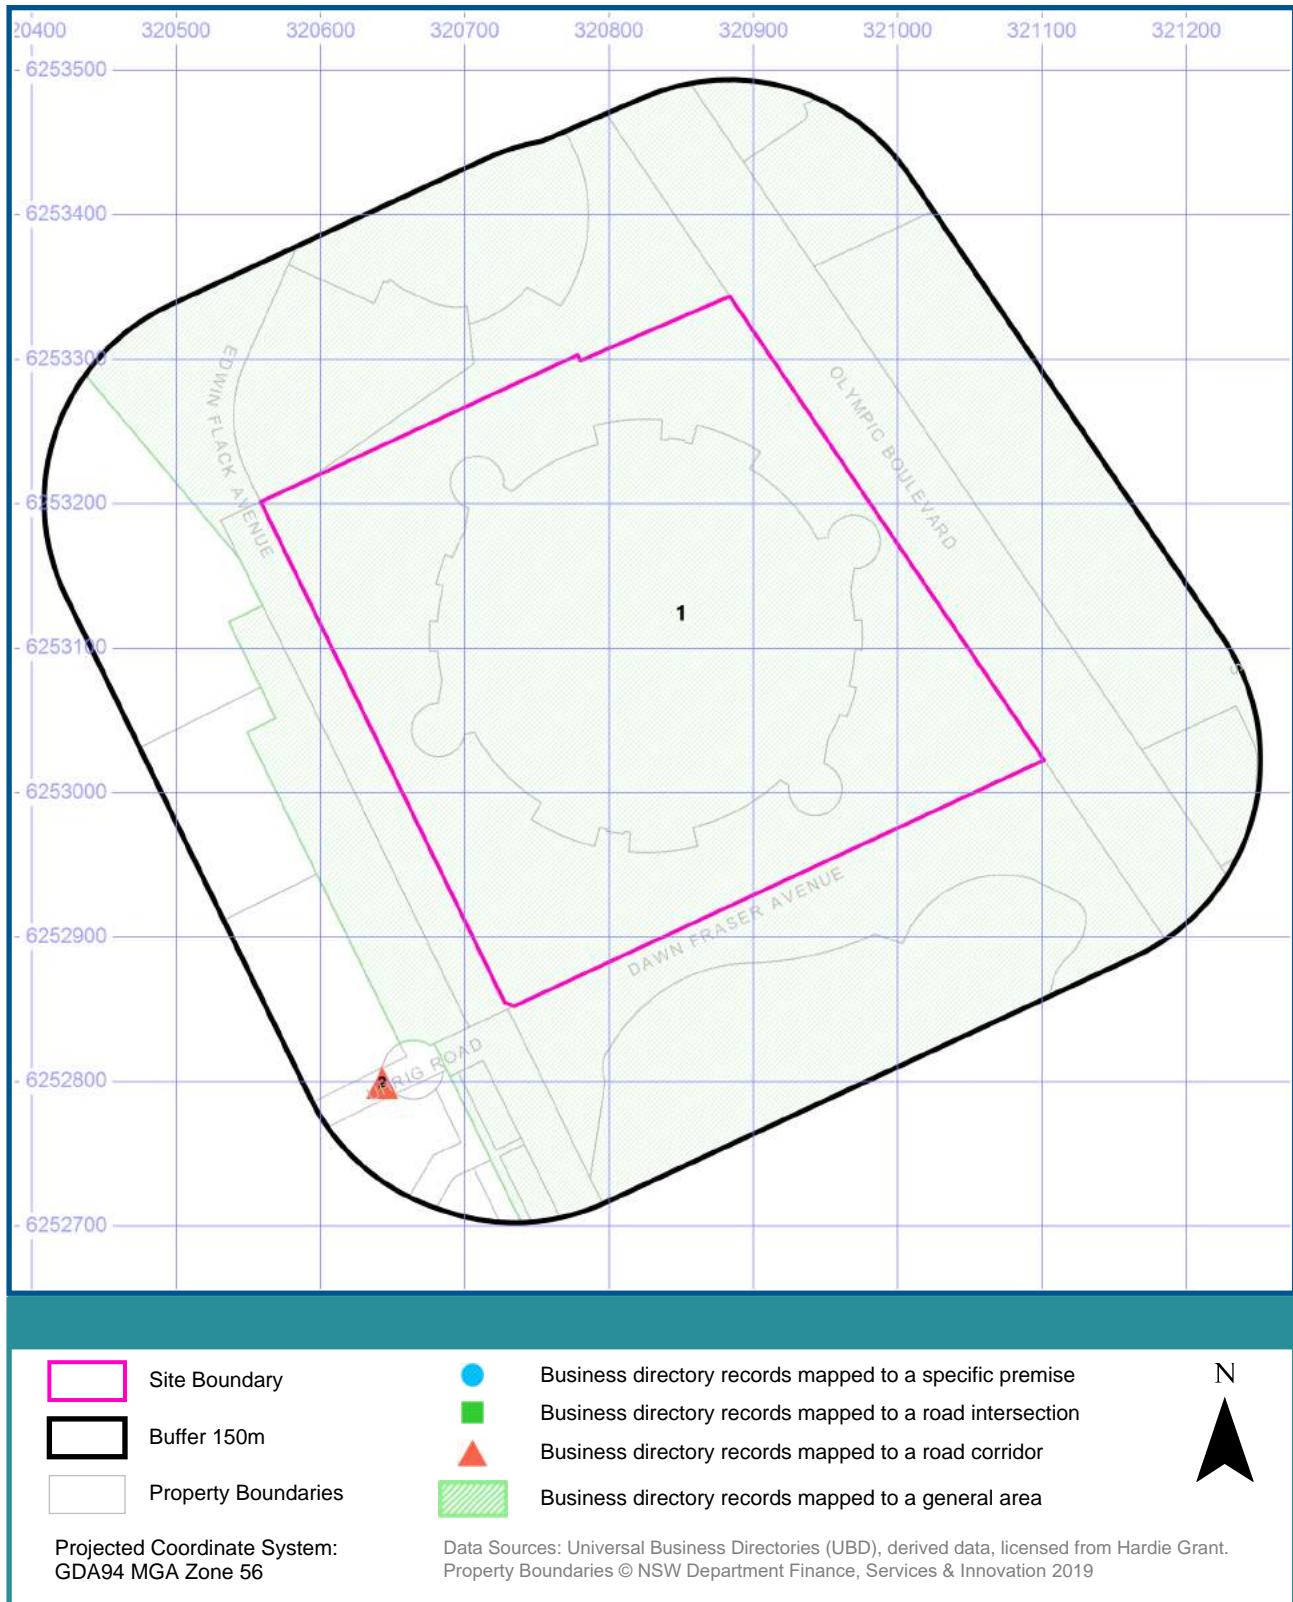 20400 320500 320600 320700 320800 320900 321000 321100 321200
6253500
6253400
6253300
6253200
6253100
6253000
6252900
6252800
6252700
EDWIN FLACK AVENUE
OLYMPIC BOULEVARD
1
S
DAWN FRASER AVENUE
RIG ROAD
2
Site Boundary
Buffer 150m
Property Boundaries
Projected Coordinate System:
GDA94 MGA Zone 56
Business directory records mapped to a specific premise
Business directory records mapped to a road intersection
Business directory records mapped to a road corridor
Business directory records mapped to a general area
N
Data Sources: Universal Business Directories (UBD), derived data, licensed from Hardie Grant.
Property Boundaries © NSW Department Finance, Services & Innovation 2019